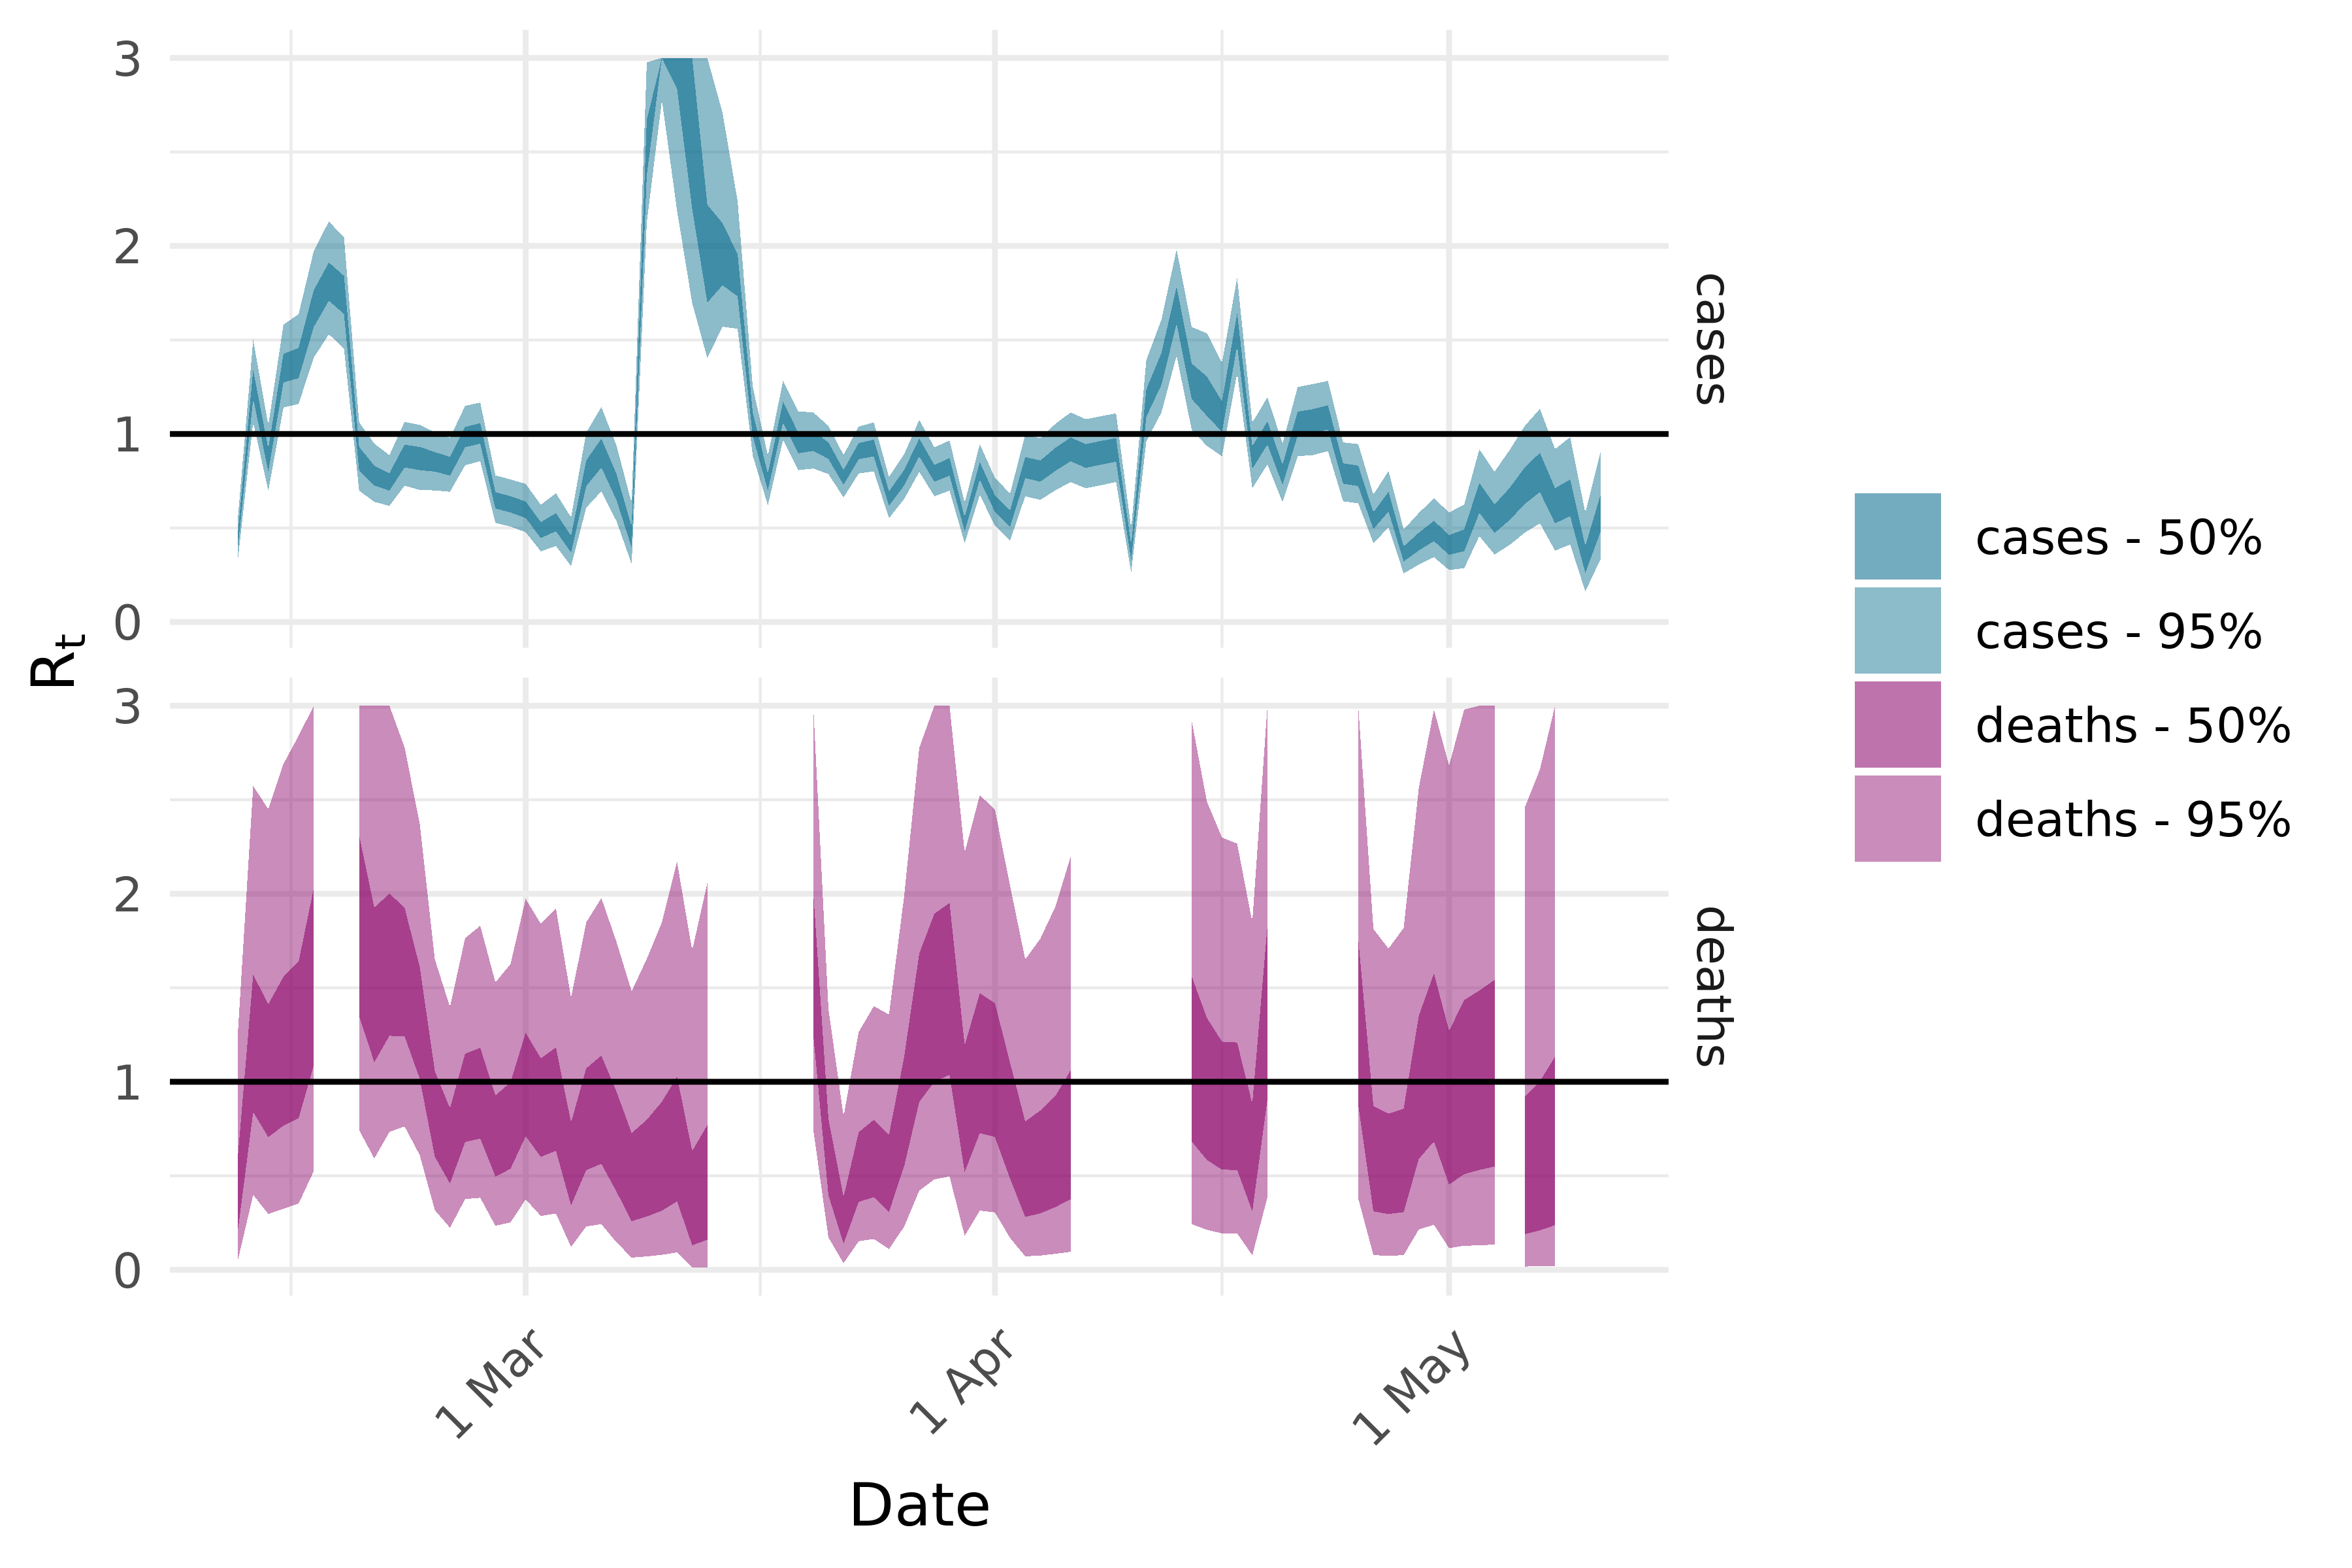 3
2
1
0
cases
3
2
1
0
deaths
Rt
1 Mar
1 Apr
1 May
Date
cases - 50%
cases - 95%
deaths - 50%
deaths - 95%